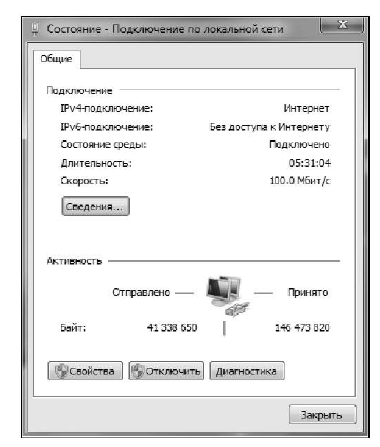 Состояние - Подключение по локальной сети
Общие
Подключение
IPv4-подключение: Интернет
IPv6-подключение: Без доступа к Интернету
Состояние среды: Подключено
Длительность: 05:31:04
Скорость: 100.0 Мбит/с
Сведения...
Активность
Отправлено — — Принято
Байт: 41 338 650 | 146 473 820
Свойства Отключить Диагностика
Закрыть